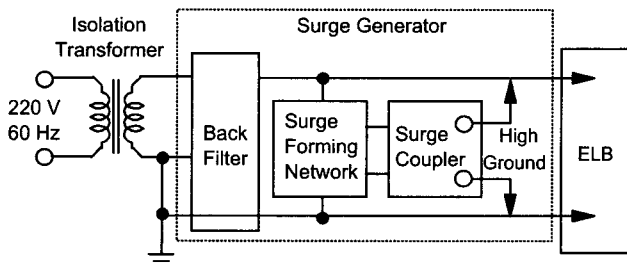 Isolation
Transformer
Surge Generator
220 V
60 Hz
Back
Filter
Surge
Forming
Network
Surge
Coupler
High
Ground
ELB